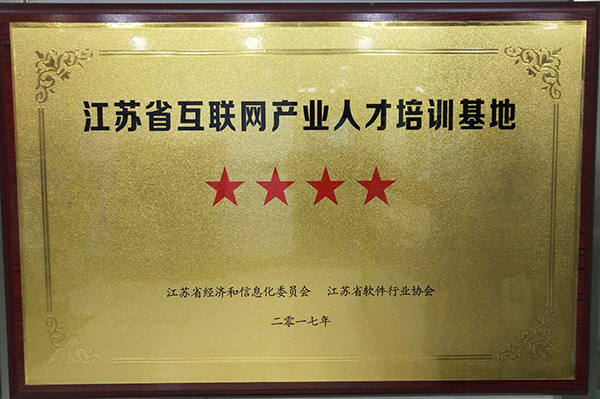 江苏省互联网产业人才培训基地
江苏省经济和信息化委员会 江苏省软件行业协会
二零一七年